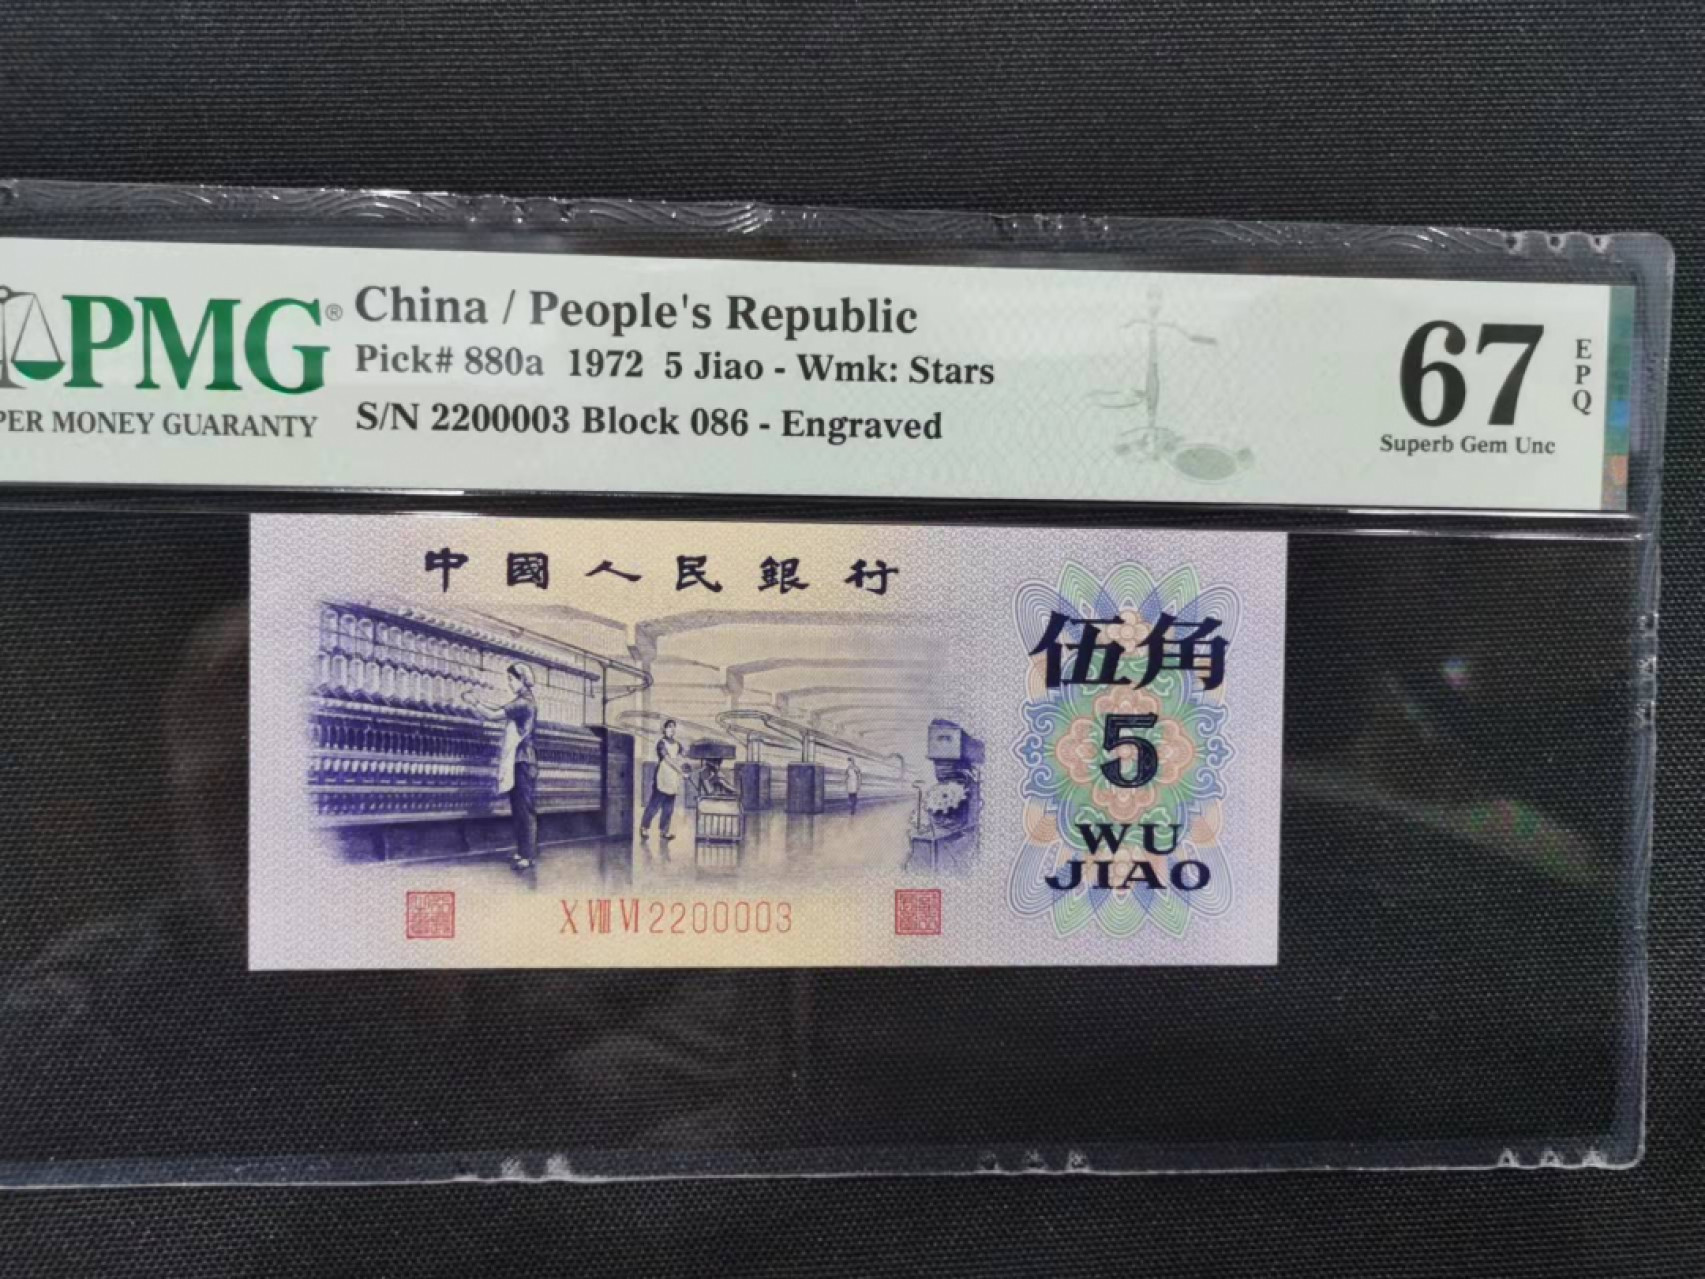 PMG®
PER MONEY GUARANTY
China / People's Republic
Pick# 880a 1972 5 Jiao - Wmk: Stars
S/N 2200003 Block 086 - Engraved
67
EPQ
Superb Gem Unc
中國人民銀行
伍角
5
WU
JIAO
X VIII VI 2200003